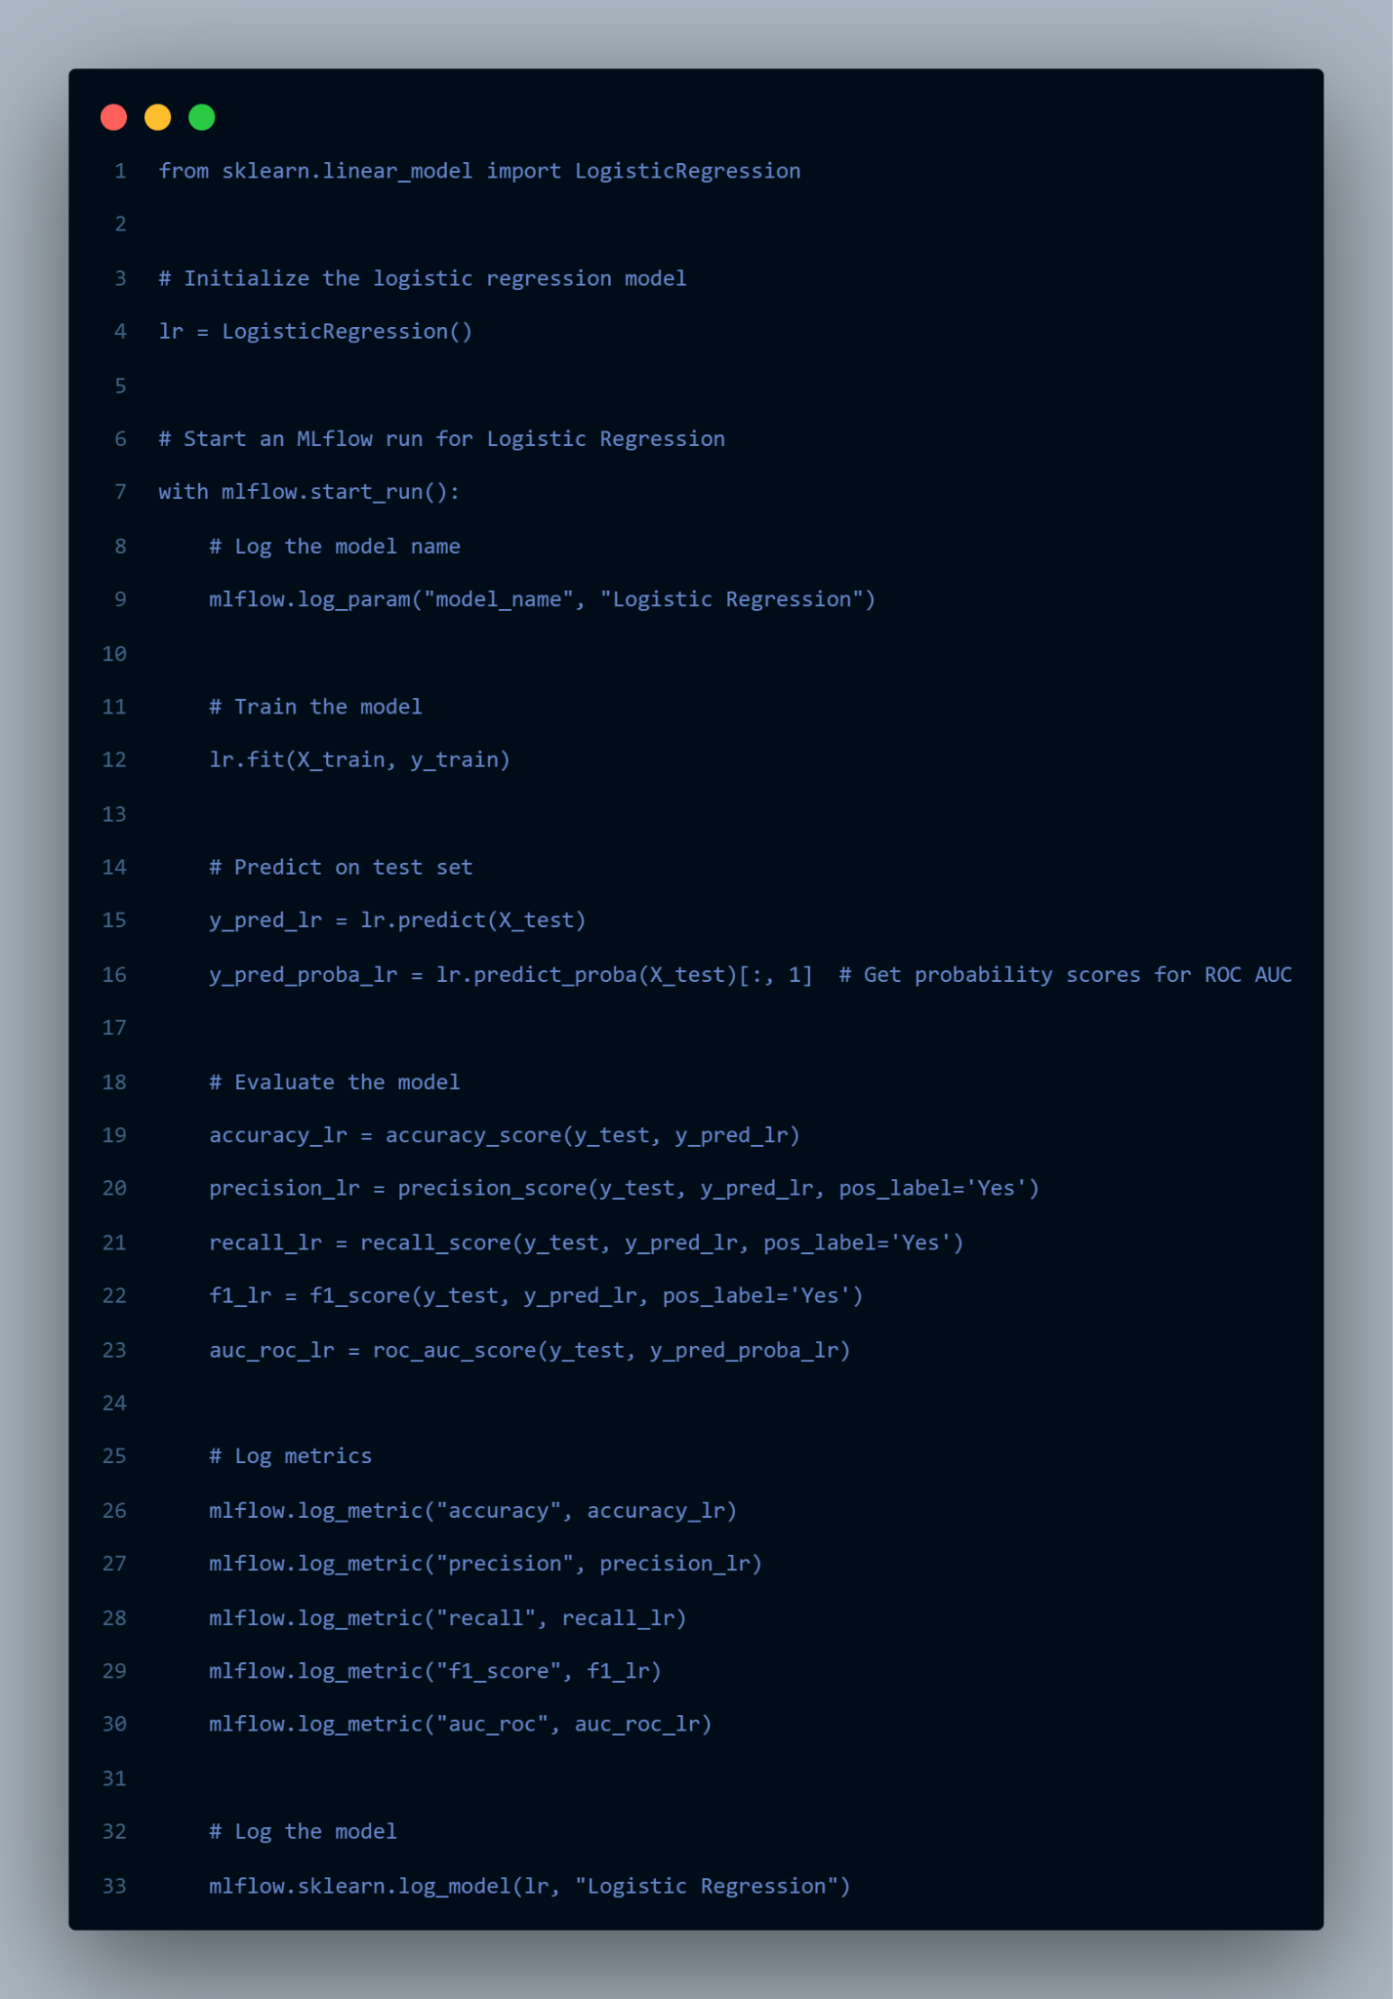 1 from sklearn.linear_model import LogisticRegression
2
3 # Initialize the logistic regression model
4 lr = LogisticRegression()
5
6 # Start an MLflow run for Logistic Regression
7 with mlflow.start_run():
8     # Log the model name
9     mlflow.log_param("model_name", "Logistic Regression")
10
11     # Train the model
12     lr.fit(X_train, y_train)
13
14     # Predict on test set
15     y_pred_lr = lr.predict(X_test)
16     y_pred_proba_lr = lr.predict_proba(X_test)[:, 1]  # Get probability scores for ROC AUC
17
18     # Evaluate the model
19     accuracy_lr = accuracy_score(y_test, y_pred_lr)
20     precision_lr = precision_score(y_test, y_pred_lr, pos_label='Yes')
21     recall_lr = recall_score(y_test, y_pred_lr, pos_label='Yes')
22     f1_lr = f1_score(y_test, y_pred_lr, pos_label='Yes')
23     auc_roc_lr = roc_auc_score(y_test, y_pred_proba_lr)
24
25     # Log metrics
26     mlflow.log_metric("accuracy", accuracy_lr)
27     mlflow.log_metric("precision", precision_lr)
28     mlflow.log_metric("recall", recall_lr)
29     mlflow.log_metric("f1_score", f1_lr)
30     mlflow.log_metric("auc_roc", auc_roc_lr)
31
32     # Log the model
33     mlflow.sklearn.log_model(lr, "Logistic Regression")